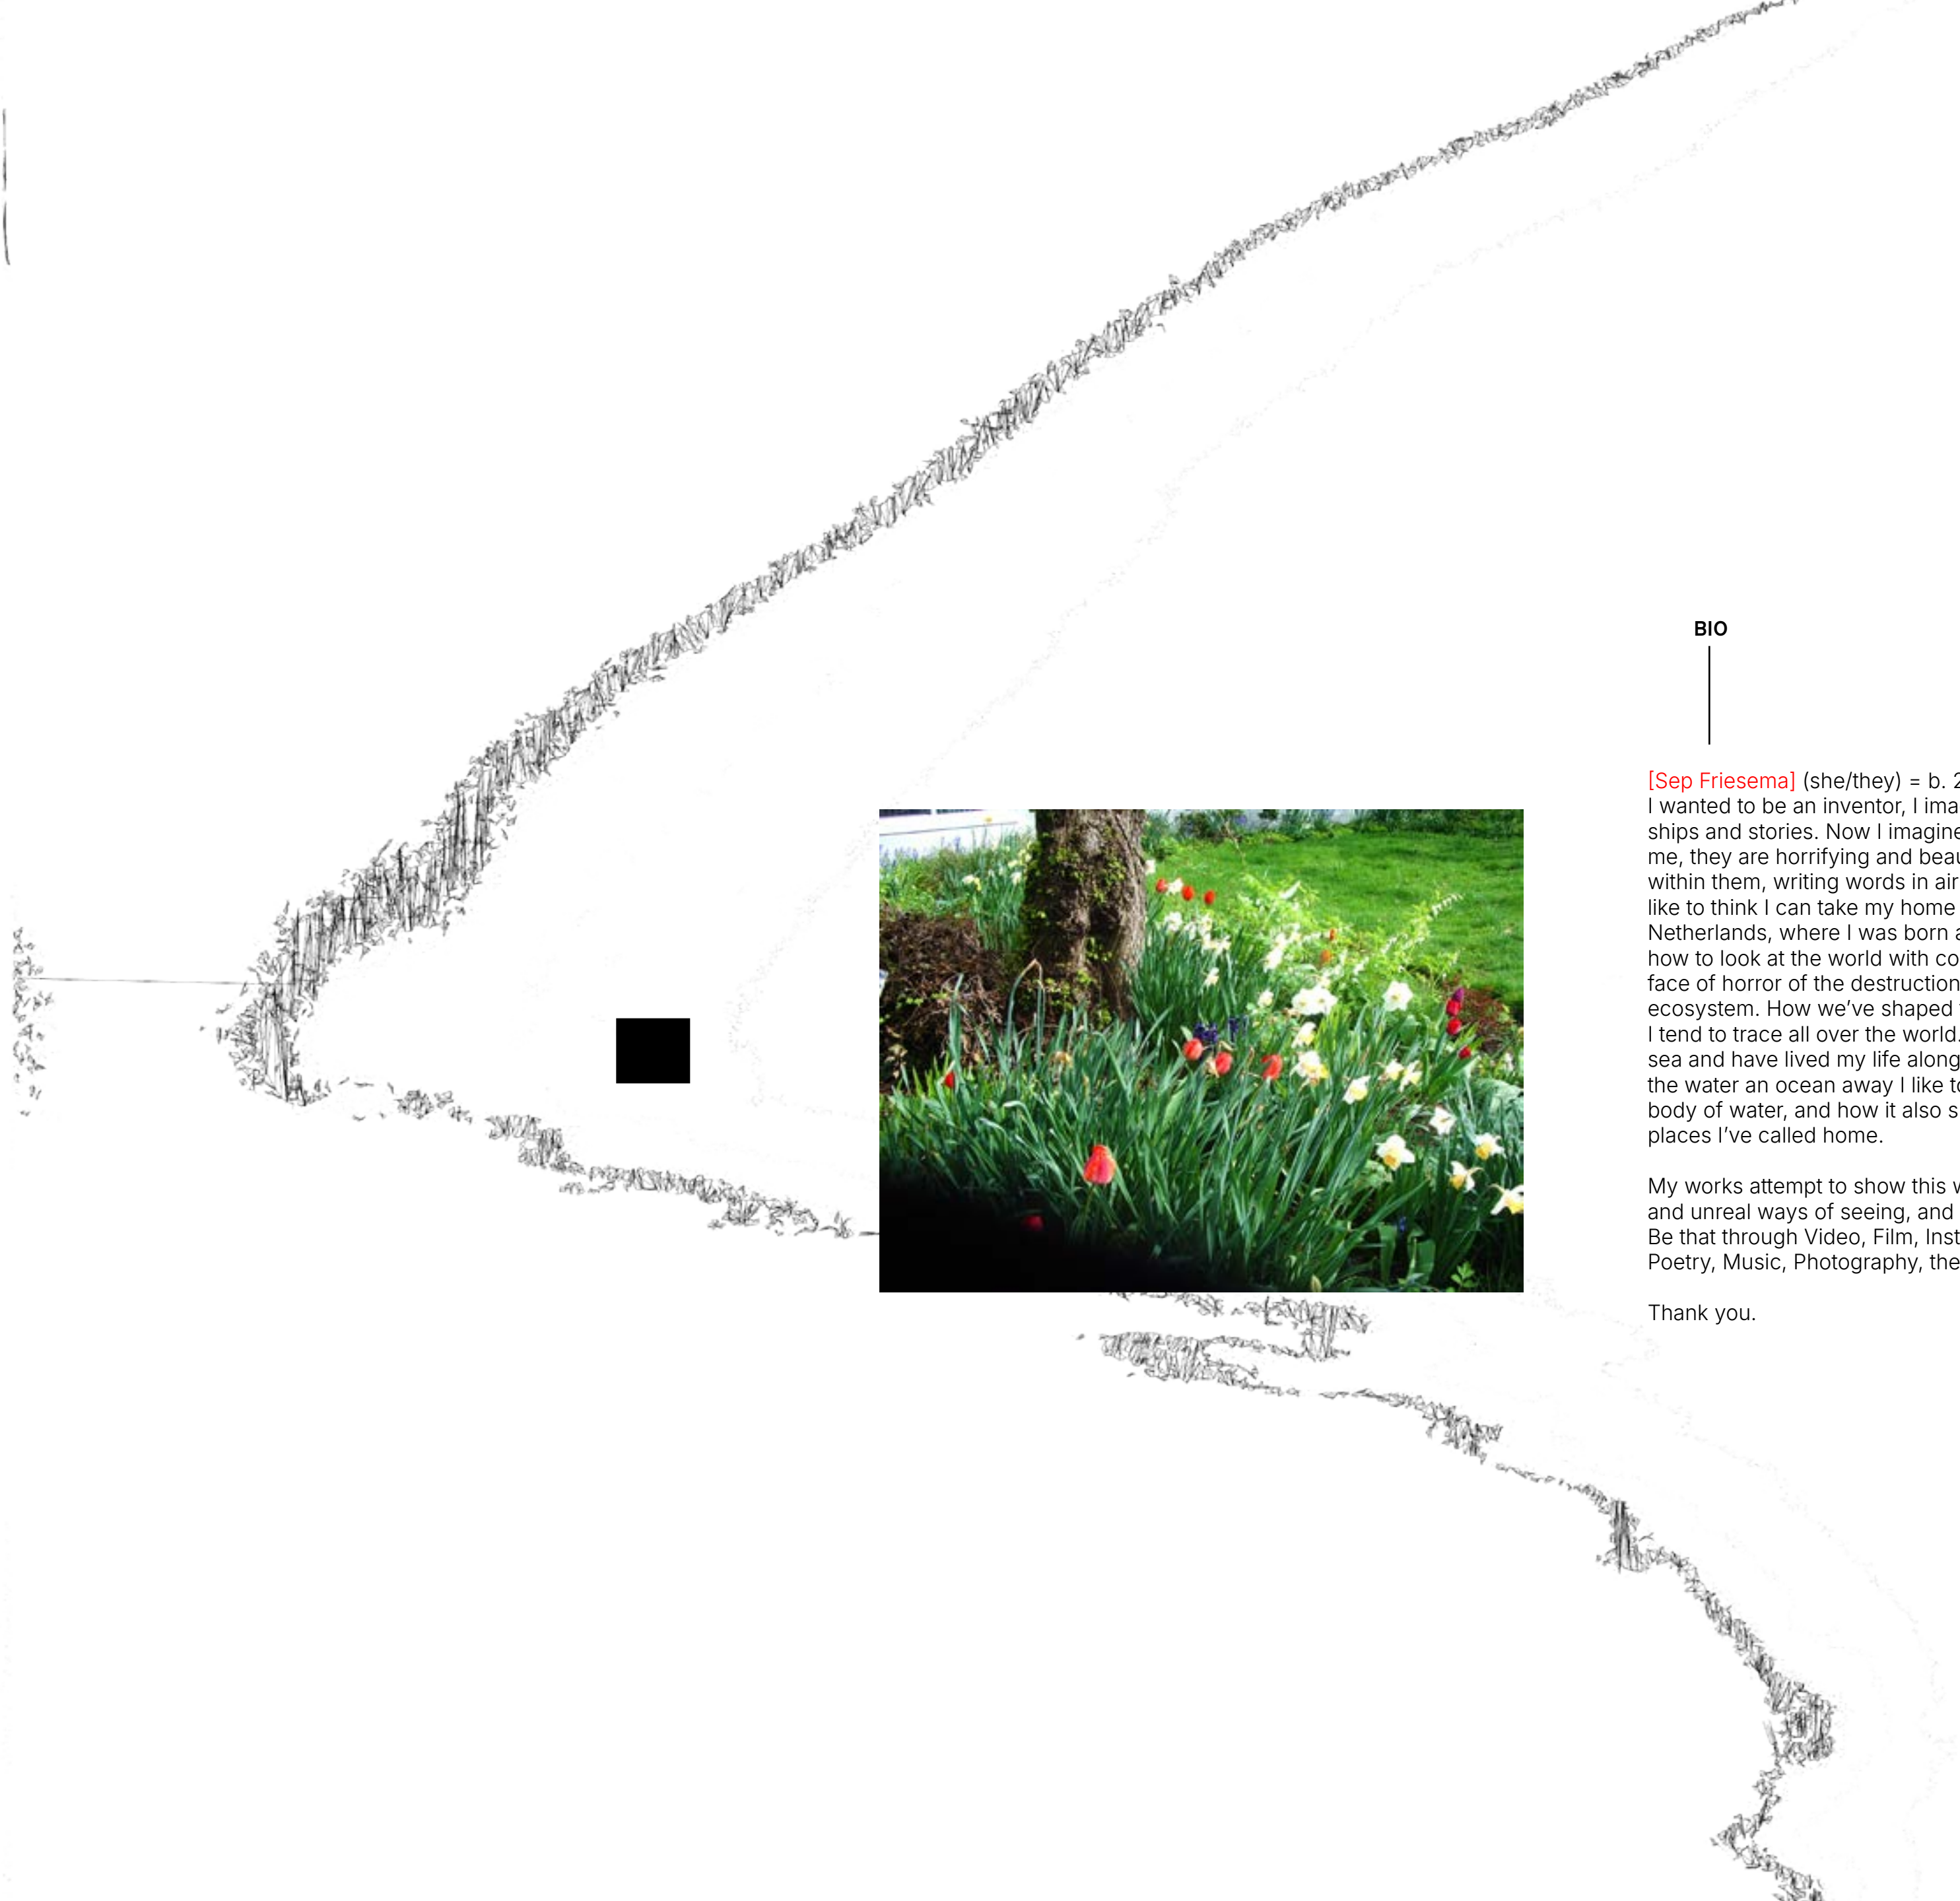 BIO
[Sep Friesema] (she/they) = b.
I wanted to be an inventor, I
ships and stories. Now I
me, they are horrifying and
within them, writing words in air
like to think I can take my home
Netherlands, where I was born
how to look at the world with
face of horror of the destruction
ecosystem. How we’ve shaped
I tend to trace all over the world.
sea and have lived my life along
the water an ocean away I like
body of water, and how it also
places I’ve called home.
My works attempt to show this
and unreal ways of seeing, and
Be that through Video, Film,
Poetry, Music, Photography,
Thank you.